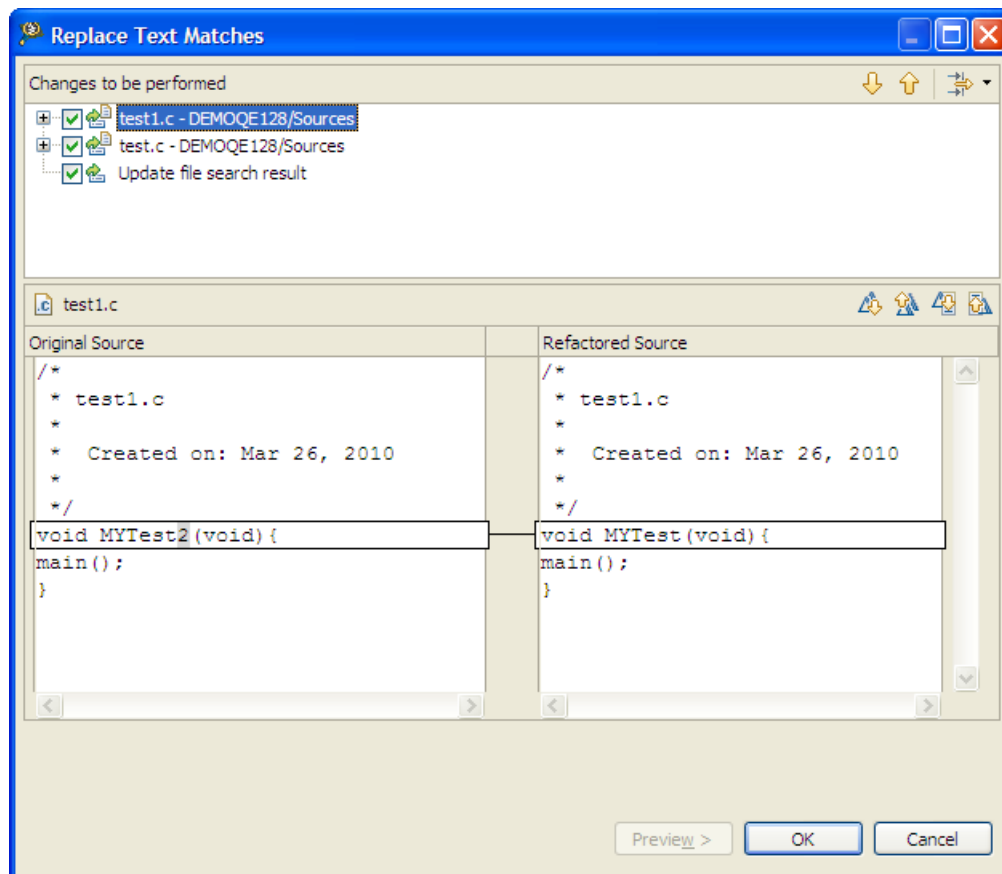 Replace Text Matches
Changes to be performed
test1.c - DEMOQE128/Sources
test.c - DEMOQE128/Sources
Update file search result
.c test1.c
Original Source
/*
* test1.c
*
* Created on: Mar 26, 2010
*
*/
void MYTest2(void){
main();
}
Refactored Source
/*
* test1.c
*
* Created on: Mar 26, 2010
*
*/
void MYTest(void){
main();
}
Preview >
OK
Cancel